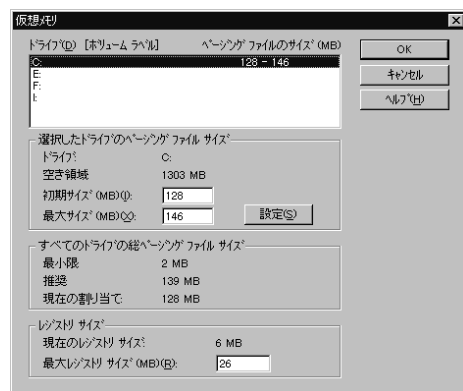 仮想メモリ
ドライブ(D) [ボリューム ラベル] ページング ファイルのサイズ (MB)
C: 128 - 146
E:
F:
I:
OK
キャンセル
ヘルプ(H)
選択したドライブのページング ファイル サイズ
ドライブ: C:
空き領域 1303 MB
初期サイズ (MB)(I): 128
最大サイズ (MB)(X): 146
設定(S)
すべてのドライブの総ページング ファイル サイズ
最小限 2 MB
推奨 139 MB
現在の割り当て: 128 MB
レジストリ サイズ
現在のレジストリ サイズ: 6 MB
最大レジストリ サイズ (MB)(R): 26